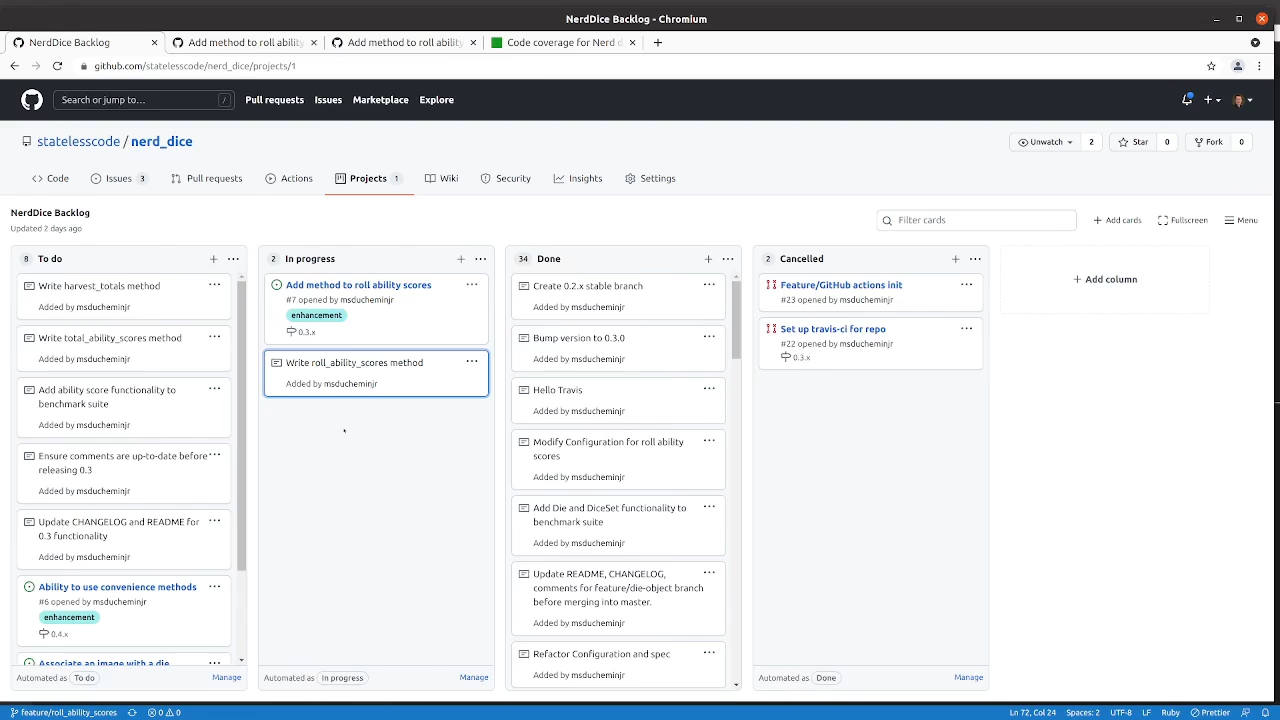 NerdDice Backlog - Chromium
NerdDice Backlog
Add method to roll ability
Add method to roll ability
Code coverage for Nerd d
github.com/statelesscode/nerd_dice/projects/1
Search or jump to...
/
Pull requests
Issues
Marketplace
Explore
statelesscode / nerd_dice
Unwatch
2
Star
0
Fork
0
Code
Issues 3
Pull requests
Actions
Projects 1
Wiki
Security
Insights
Settings
NerdDice Backlog
Updated 2 days ago
Filter cards
Add cards
Fullscreen
Menu
8 To do
Write harvest_totals method
Added by msducheminjr
Write total_ability_scores method
Added by msducheminjr
Add ability score functionality to
benchmark suite
Added by msducheminjr
Ensure comments are up-to-date before
releasing 0.3
Added by msducheminjr
Update CHANGELOG and README for
0.3 functionality
Added by msducheminjr
Ability to use convenience methods
#6 opened by msducheminjr
enhancement
0.4.x
Associate an image with a die
Automated as To do
Manage
2 In progress
Add method to roll ability scores
#7 opened by msducheminjr
enhancement
0.3.x
Write roll_ability_scores method
Added by msducheminjr
Automated as In progress
Manage
34 Done
Create 0.2.x stable branch
Added by msducheminjr
Bump version to 0.3.0
Added by msducheminjr
Hello Travis
Added by msducheminjr
Modify Configuration for roll ability
scores
Added by msducheminjr
Add Die and DiceSet functionality to
benchmark suite
Added by msducheminjr
Update README, CHANGELOG,
comments for feature/die-object branch
before merging into master.
Added by msducheminjr
Refactor Configuration and spec
Added by msducheminjr
2 Cancelled
Feature/GitHub actions init
#23 opened by msducheminjr
Set up travis-ci for repo
#22 opened by msducheminjr
0.3.x
Automated as Done
Manage
Add column
feature/roll_ability_scores
0
0
Ln 72, Col 24
Spaces: 2
UTF-8
LF
Ruby
Prettier